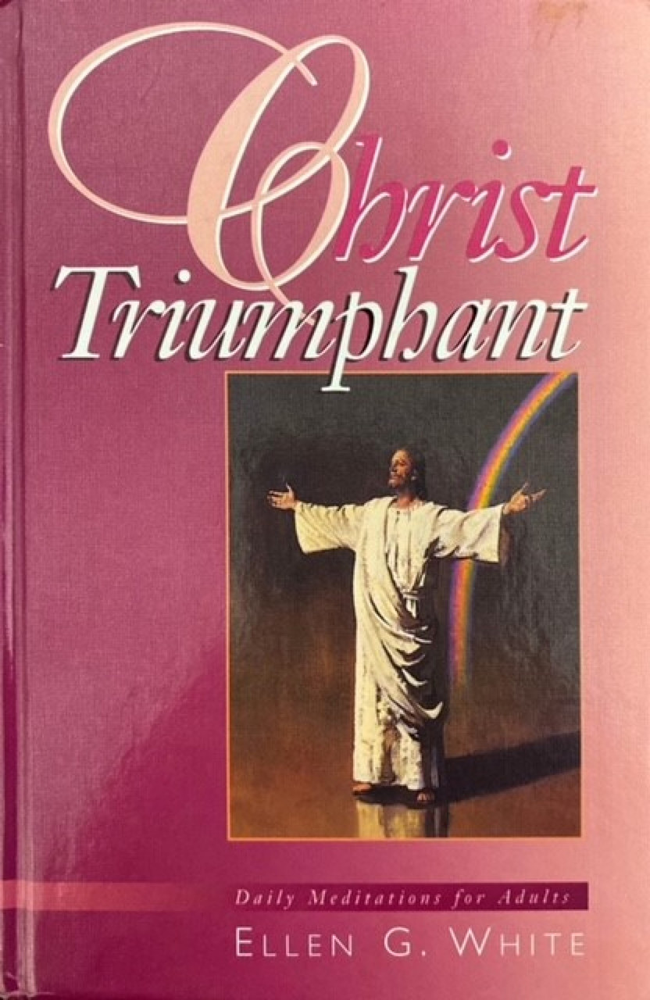 Christ
Triumphant
Daily Meditations for Adults
ELLEN G. WHITE